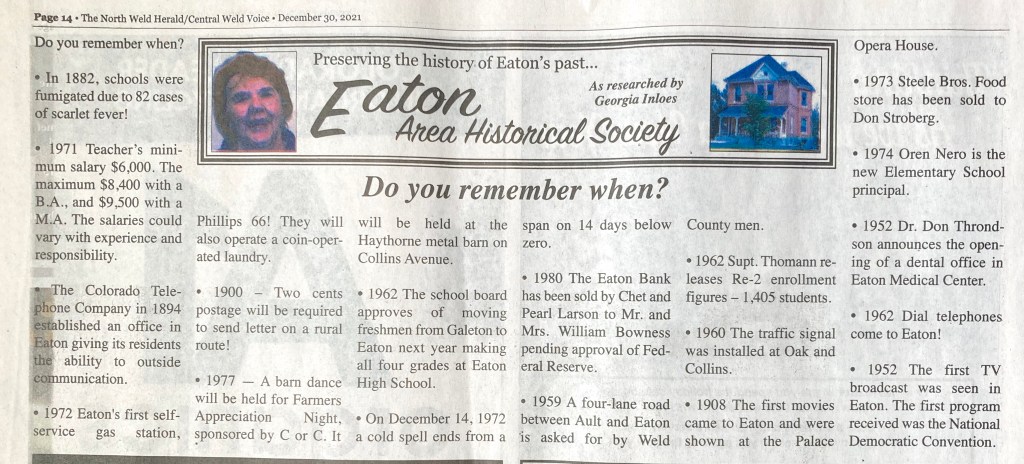 Page 14 • The North Weld Herald/Central Weld Voice • December 30, 2021
Do you remember when?
• In 1882, schools were
fumigated due to 82 cases
of scarlet fever!
• 1971 Teacher's mini-
mum salary $6,000. The
maximum $8,400 with a
B.A., and $9,500 with a
M.A. The salaries could
vary with experience and
responsibility.
• The Colorado Tele-
phone Company in 1894
established an office in
Eaton giving its residents
the ability to outside
communication.
• 1972 Eaton's first self-
service gas station,
Preserving the history of Eaton's past...
Eaton
Area Historical Society
As researched by
Georgia Inloes
Do you remember when?
Phillips 66! They will
also operate a coin-oper-
ated laundry.
• 1900 – Two cents
postage will be required
to send letter on a rural
route!
• 1977 — A barn dance
will be held for Farmers
Appreciation Night,
sponsored by C or C. It
will be held at the
Haythorne metal barn on
Collins Avenue.
• 1962 The school board
approves of moving
freshmen from Galeton to
Eaton next year making
all four grades at Eaton
High School.
• On December 14, 1972
a cold spell ends from a
span on 14 days below
zero.
• 1980 The Eaton Bank
has been sold by Chet and
Pearl Larson to Mr. and
Mrs. William Bowness
pending approval of Fed-
eral Reserve.
• 1959 A four-lane road
between Ault and Eaton
is asked for by Weld
County men.
• 1962 Supt. Thomann re-
leases Re-2 enrollment
figures – 1,405 students.
• 1960 The traffic signal
was installed at Oak and
Collins.
• 1908 The first movies
came to Eaton and were
shown at the Palace
Opera House.
• 1973 Steele Bros. Food
store has been sold to
Don Stroberg.
• 1974 Oren Nero is the
new Elementary School
principal.
• 1952 Dr. Don Thrond-
son announces the open-
ing of a dental office in
Eaton Medical Center.
• 1962 Dial telephones
come to Eaton!
• 1952 The first TV
broadcast was seen in
Eaton. The first program
received was the National
Democratic Convention.